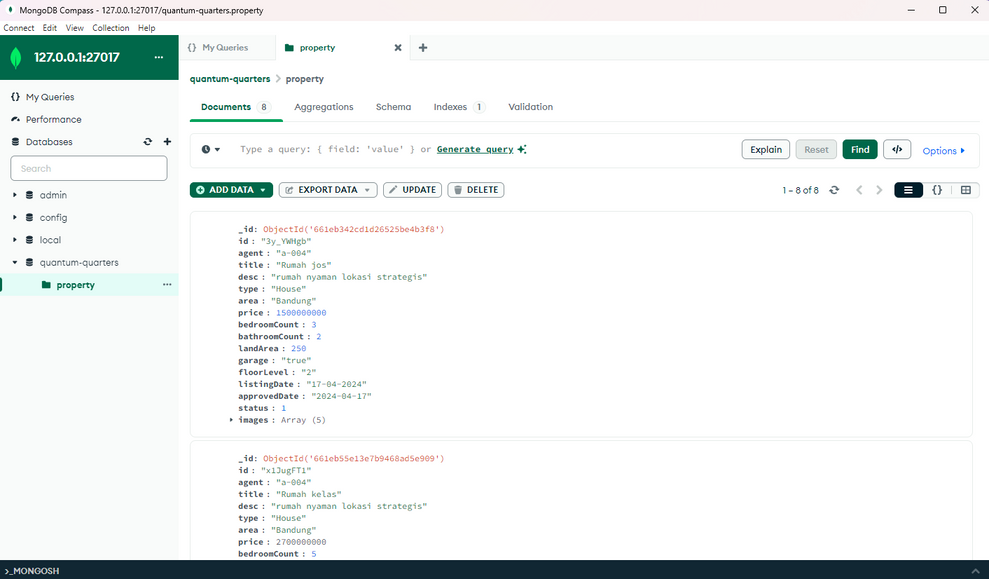 MongoDB Compass - 127.0.0.1:27017/quantum-quarters.property
Connect Edit View Collection Help
127.0.0.1:27017 ...
{} My Queries
property
My Queries
Performance
Databases
Search
admin
config
local
quantum-quarters
property ...
quantum-quarters > property
Documents 8 Aggregations Schema Indexes 1 Validation
Type a query: { field: 'value' } or Generate query
Explain Reset Find </> Options
ADD DATA EXPORT DATA UPDATE DELETE
1 – 8 of 8 {}
_id: ObjectId('661eb342cd1d26525be4b3f8')
id : "3y_YWHgb"
agent : "a-004"
title : "Rumah jos"
desc : "rumah nyaman lokasi strategis"
type : "House"
area : "Bandung"
price : 1500000000
bedroomCount : 3
bathroomCount : 2
landArea : 250
garage : "true"
floorLevel : "2"
listingDate : "17-04-2024"
approvedDate : "2024-04-17"
status : 1
images : Array (5)
_id: ObjectId('661eb55e13e7b9468ad5e909')
id : "x1JugFT1"
agent : "a-004"
title : "Rumah kelas"
desc : "rumah nyaman lokasi strategis"
type : "House"
area : "Bandung"
price : 2700000000
bedroomCount : 5
>_MONGOSH